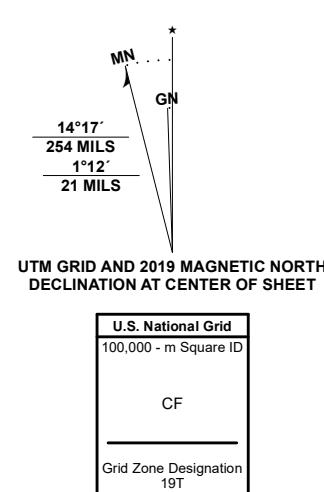 ★
MN
GN
14°17´
254 MILS
1°12´
21 MILS
UTM GRID AND 2019 MAGNETIC NORTH
DECLINATION AT CENTER OF SHEET
U.S. National Grid
100,000 - m Square ID
CF
Grid Zone Designation
19T